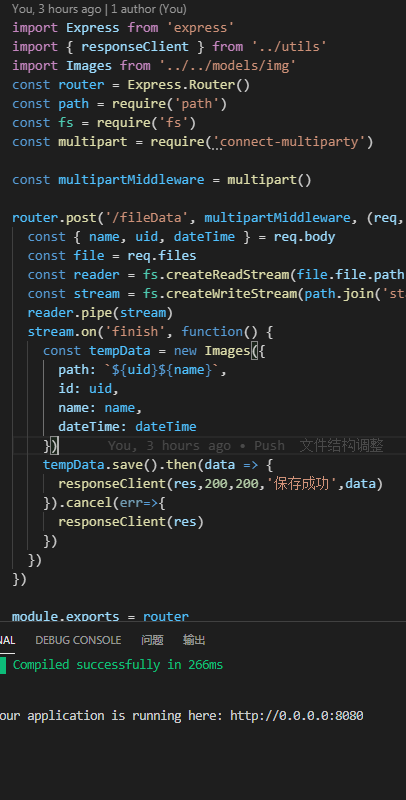 You, 3 hours ago | 1 author (You)
import Express from 'express'
import { responseClient } from '../utils'
import Images from '../../models/img'
const router = Express.Router()
const path = require('path')
const fs = require('fs')
const multipart = require('connect-multiparty')
const multipartMiddleware = multipart()
router.post('/fileData', multipartMiddleware, (req,
const { name, uid, dateTime } = req.body
const file = req.files
const reader = fs.createReadStream(file.file.path
const stream = fs.createWriteStream(path.join('st
reader.pipe(stream)
stream.on('finish', function() {
const tempData = new Images({
path: `${uid}${name}`,
id: uid,
name: name,
dateTime: dateTime
})   You, 3 hours ago • Push  文件结构调整
tempData.save().then(data => {
responseClient(res,200,200,'保存成功',data)
}).cancel(err=>{
responseClient(res)
})
})
})
module.exports = router
NAL DEBUG CONSOLE 问题 输出
Compiled successfully in 266ms
our application is running here: http://0.0.0.0:8080